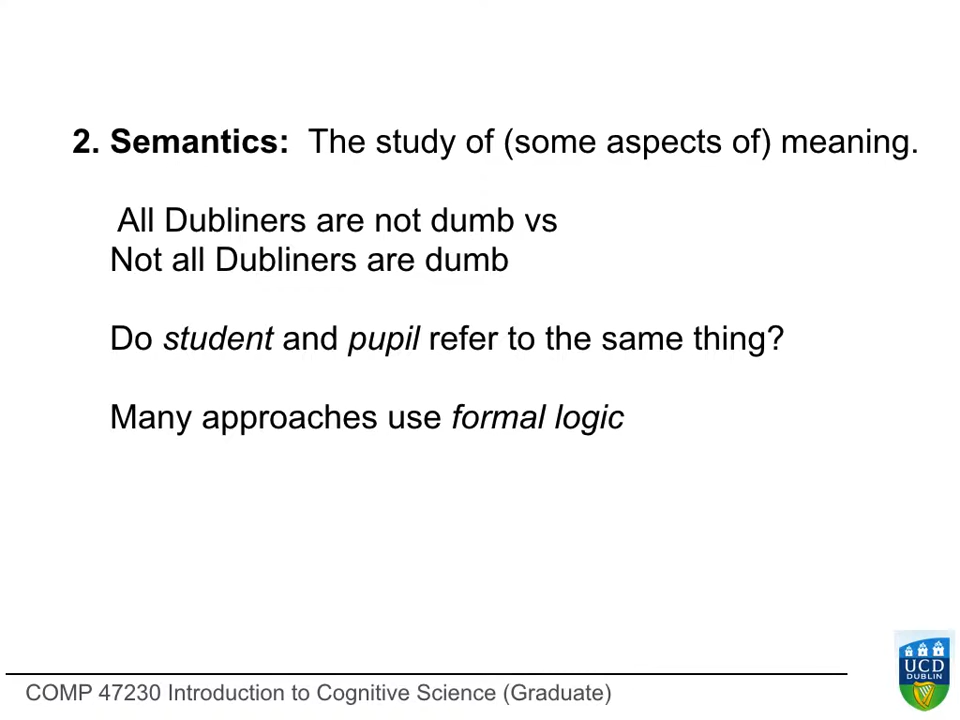 2. Semantics: The study of (some aspects of) meaning.
All Dubliners are not dumb vs
Not all Dubliners are dumb
Do student and pupil refer to the same thing?
Many approaches use formal logic
COMP 47230 Introduction to Cognitive Science (Graduate)
UCD
DUBLIN